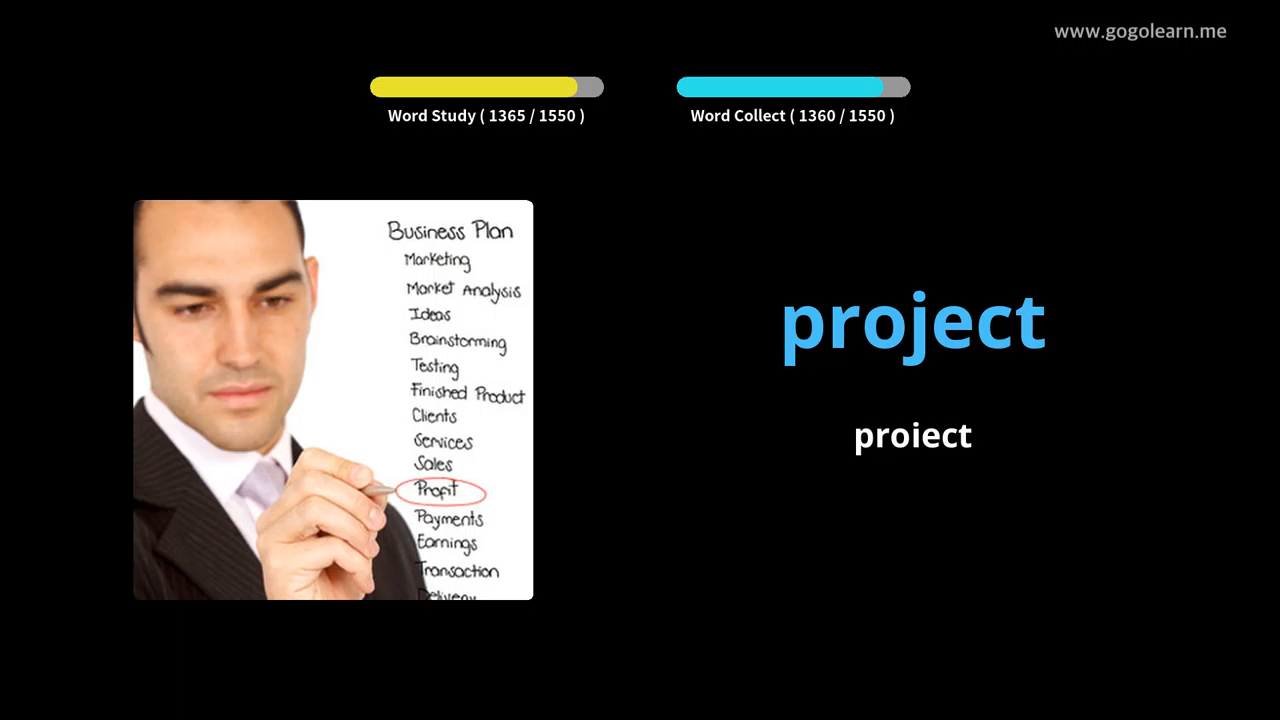 www.gogolearn.me
Word Study ( 1365 / 1550 )
Word Collect ( 1360 / 1550 )
Business Plan
Marketing
Market Analysis
Ideas
Brainstorming
Testing
Finished Product
Clients
Services
Sales
Profit
Payments
Earnings
Transaction
Delivery
project
proiect